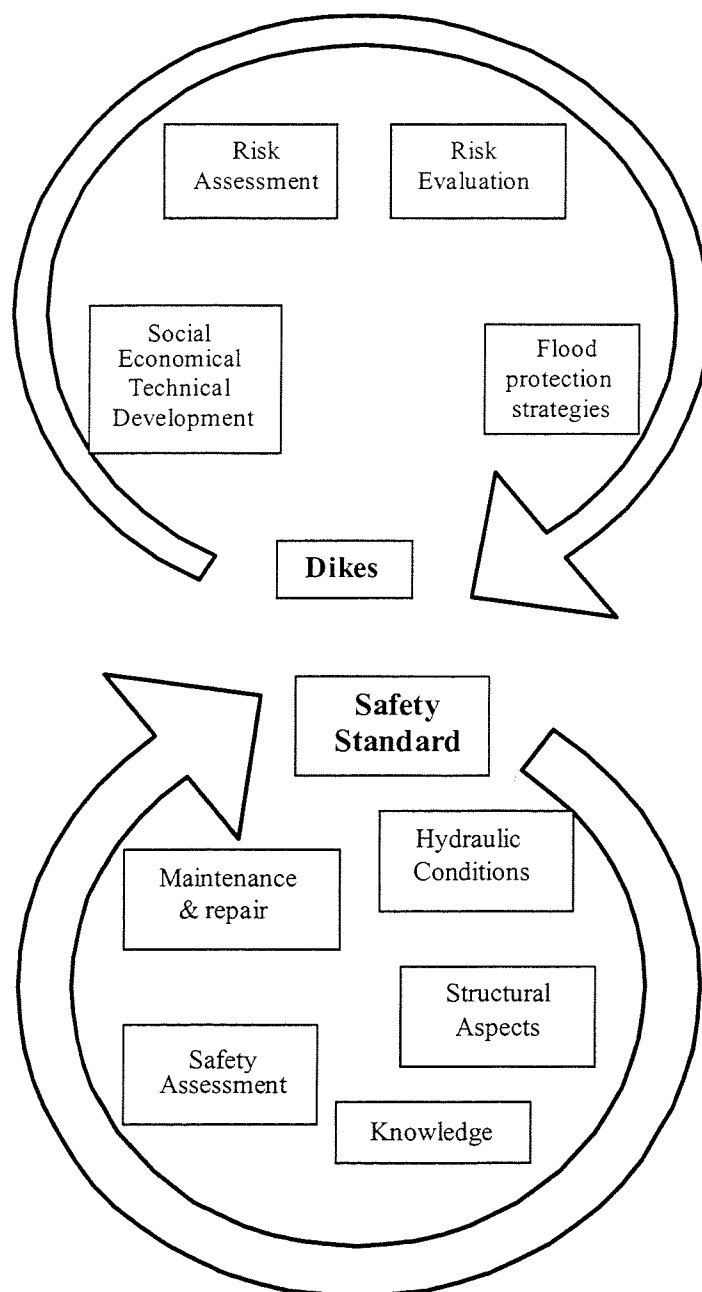 Risk
Assessment
Risk
Evaluation
Social
Economical
Technical
Development
Flood
protection
strategies
Dikes
Safety
Standard
Hydraulic
Conditions
Maintenance
& repair
Structural
Aspects
Safety
Assessment
Knowledge